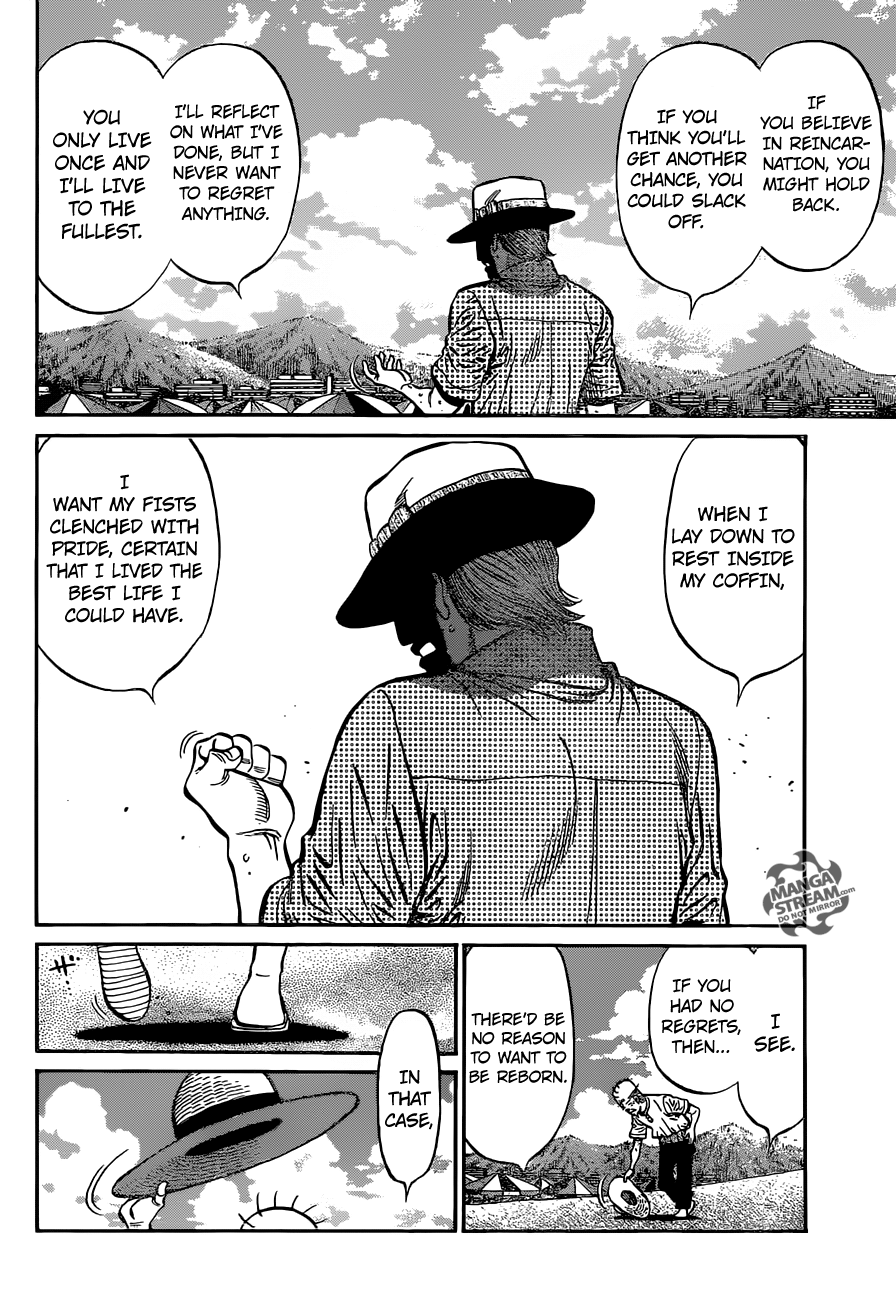 IF
YOU BELIEVE
IN REINCAR-
NATION, YOU
MIGHT HOLD
BACK.
IF YOU
THINK YOU'LL
GET ANOTHER
CHANCE, YOU
COULD SLACK
OFF.
I'LL REFLECT
ON WHAT I'VE
DONE, BUT I
NEVER WANT
TO REGRET
ANYTHING.
YOU
ONLY LIVE
ONCE AND
I'LL LIVE
TO THE
FULLEST.
WHEN I
LAY DOWN TO
REST INSIDE
MY COFFIN,
I
WANT MY FISTS
CLENCHED WITH
PRIDE, CERTAIN
THAT I LIVED THE
BEST LIFE I
COULD HAVE.
MANGA
STREAM.com
DO NOT MIRROR
I
SEE.
IF YOU
HAD NO
REGRETS,
THEN...
THERE'D BE
NO REASON
TO WANT TO
BE REBORN.
ザ
IN
THAT
CASE,